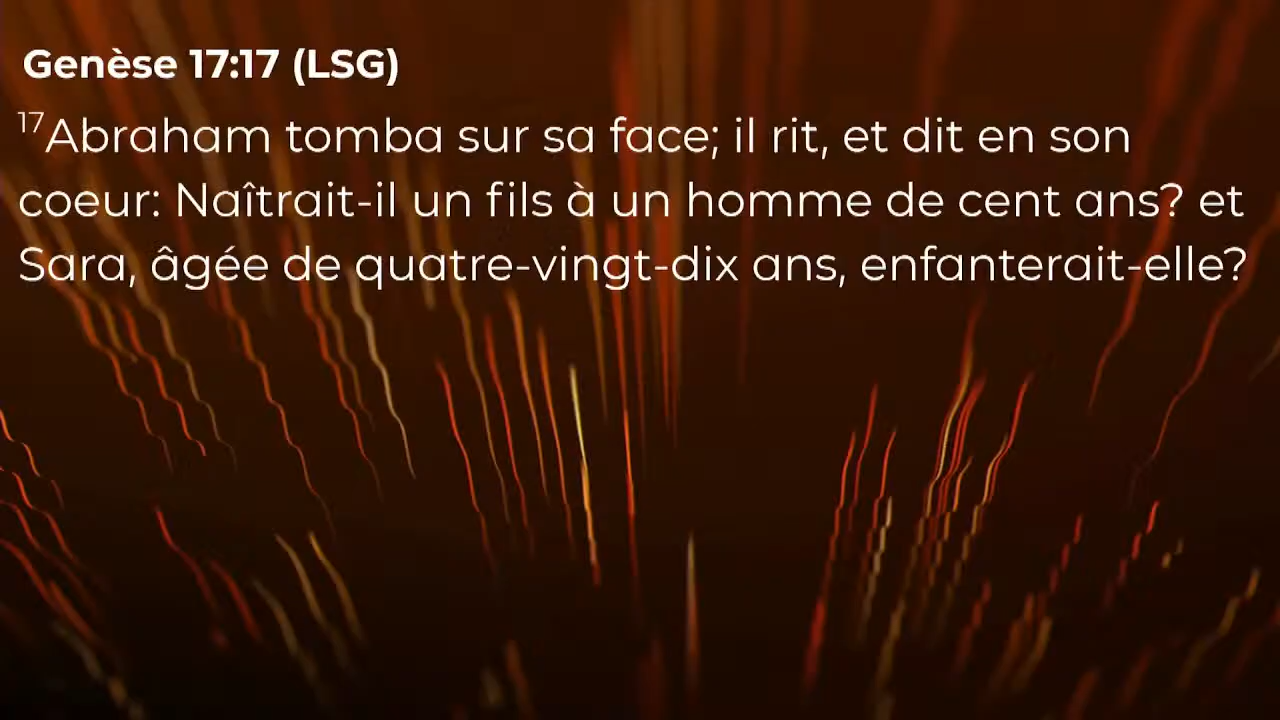 Genèse 17:17 (LSG)
17Abraham tomba sur sa face; il rit, et dit en son
coeur: Naîtrait-il un fils à un homme de cent ans? et
Sara, âgée de quatre-vingt-dix ans, enfanterait-elle?